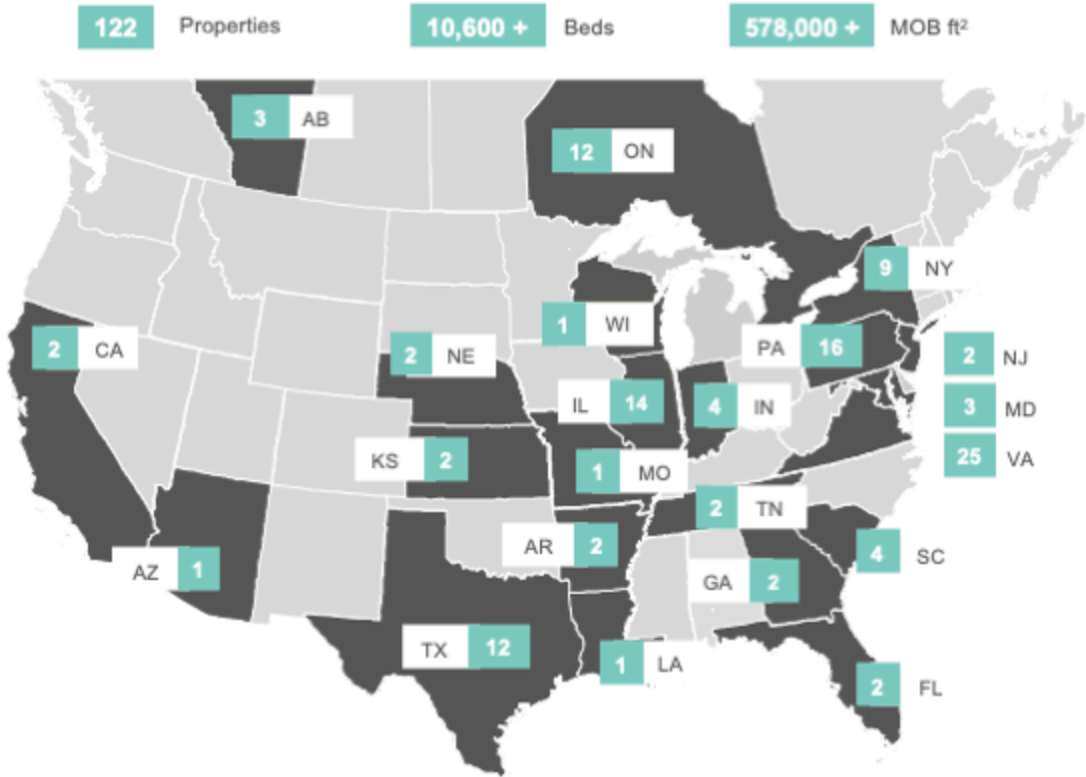 122 Properties 10,600 + Beds 578,000 + MOB ft²
3 AB
12 ON
9 NY
1 WI
2 CA
2 NE
PA 16
2 NJ
IL 14
4 IN
3 MD
KS 2
1 MO
25 VA
2 TN
AR 2
4 SC
AZ 1
GA 2
TX 12
1 LA
2 FL